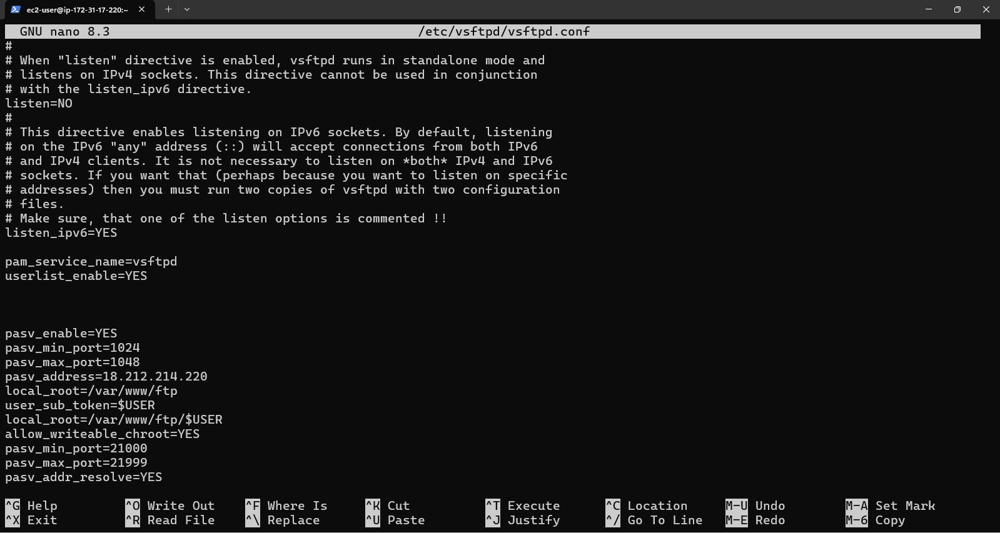 ec2-user@ip-172-31-17-220:~
GNU nano 8.3 /etc/vsftpd/vsftpd.conf
#
# When "listen" directive is enabled, vsftpd runs in standalone mode and
# listens on IPv4 sockets. This directive cannot be used in conjunction
# with the listen_ipv6 directive.
listen=NO
#
# This directive enables listening on IPv6 sockets. By default, listening
# on the IPv6 "any" address (::) will accept connections from both IPv6
# and IPv4 clients. It is not necessary to listen on *both* IPv4 and IPv6
# sockets. If you want that (perhaps because you want to listen on specific
# addresses) then you must run two copies of vsftpd with two configuration
# files.
# Make sure, that one of the listen options is commented !!
listen_ipv6=YES
pam_service_name=vsftpd
userlist_enable=YES
pasv_enable=YES
pasv_min_port=1024
pasv_max_port=1048
pasv_address=18.212.214.220
local_root=/var/www/ftp
user_sub_token=$USER
local_root=/var/www/ftp/$USER
allow_writeable_chroot=YES
pasv_min_port=21000
pasv_max_port=21999
pasv_addr_resolve=YES
^G Help ^O Write Out ^F Where Is ^K Cut ^T Execute ^C Location M-U Undo M-A Set Mark
^X Exit ^R Read File ^\ Replace ^U Paste ^J Justify ^/ Go To Line M-E Redo M-6 Copy